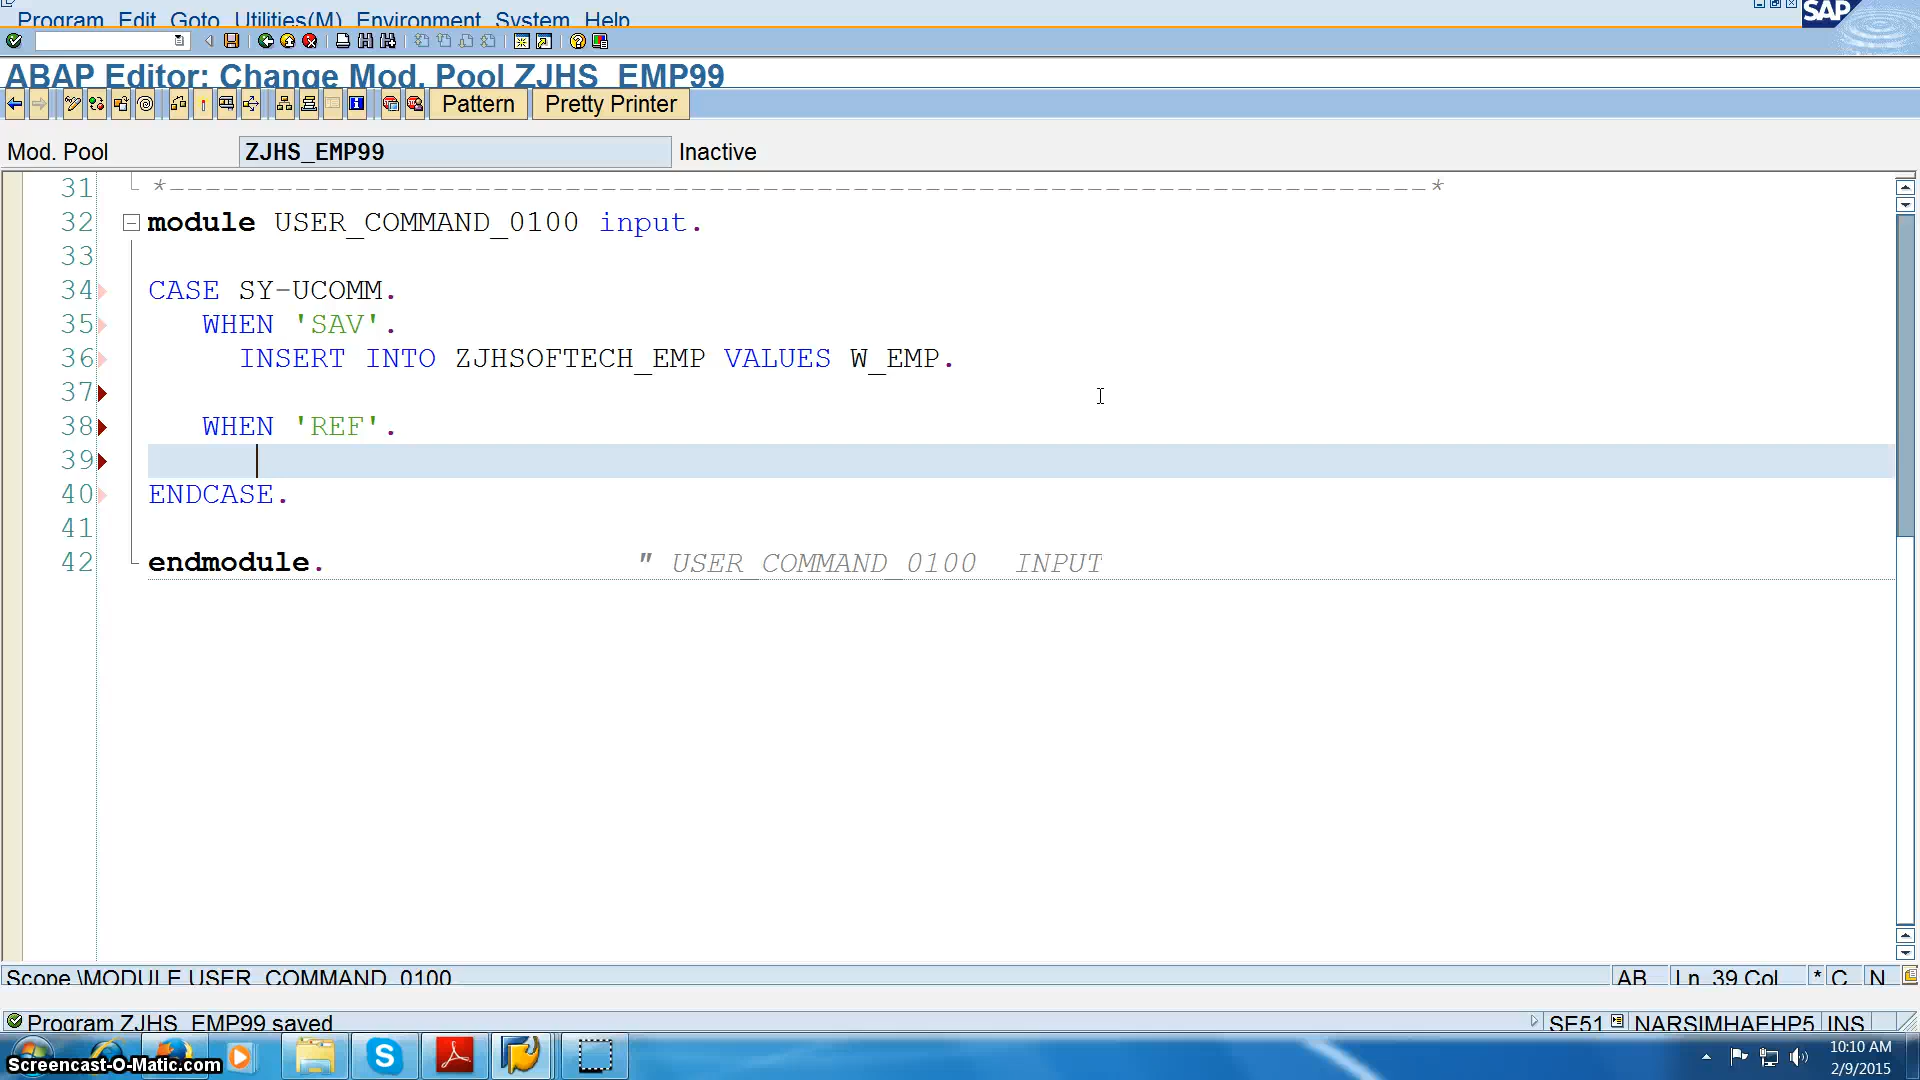 Program Edit Goto Utilities(M) Environment System Help
SAP
ABAP Editor: Change Mod. Pool ZJHS_EMP99
Pattern Pretty Printer
Mod. Pool ZJHS_EMP99 Inactive
31 *----------------------------------------------------------------------*
32 module USER_COMMAND_0100 input.
33
34 CASE SY-UCOMM.
35 WHEN 'SAV'.
36 INSERT INTO ZJHSOFTECH_EMP VALUES W_EMP.
37
38 WHEN 'REF'.
39
40 ENDCASE.
41
42 endmodule. " USER_COMMAND_0100 INPUT
Scope \MODULE USER_COMMAND_0100 AB Ln 39 Col * C N
Program ZJHS_EMP99 saved SE51 NARSIMHAEHP5 INS
10:10 AM
Screencast-O-Matic.com 2/9/2015